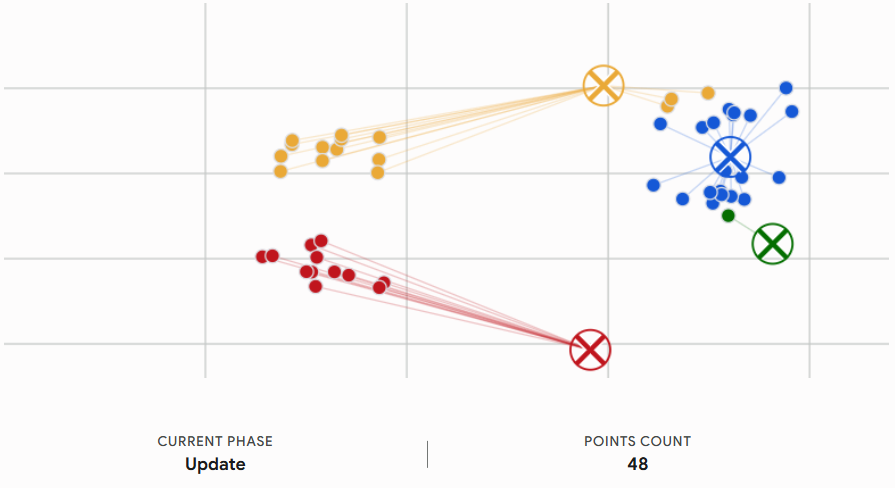 CURRENT PHASE
Update
POINTS COUNT
48